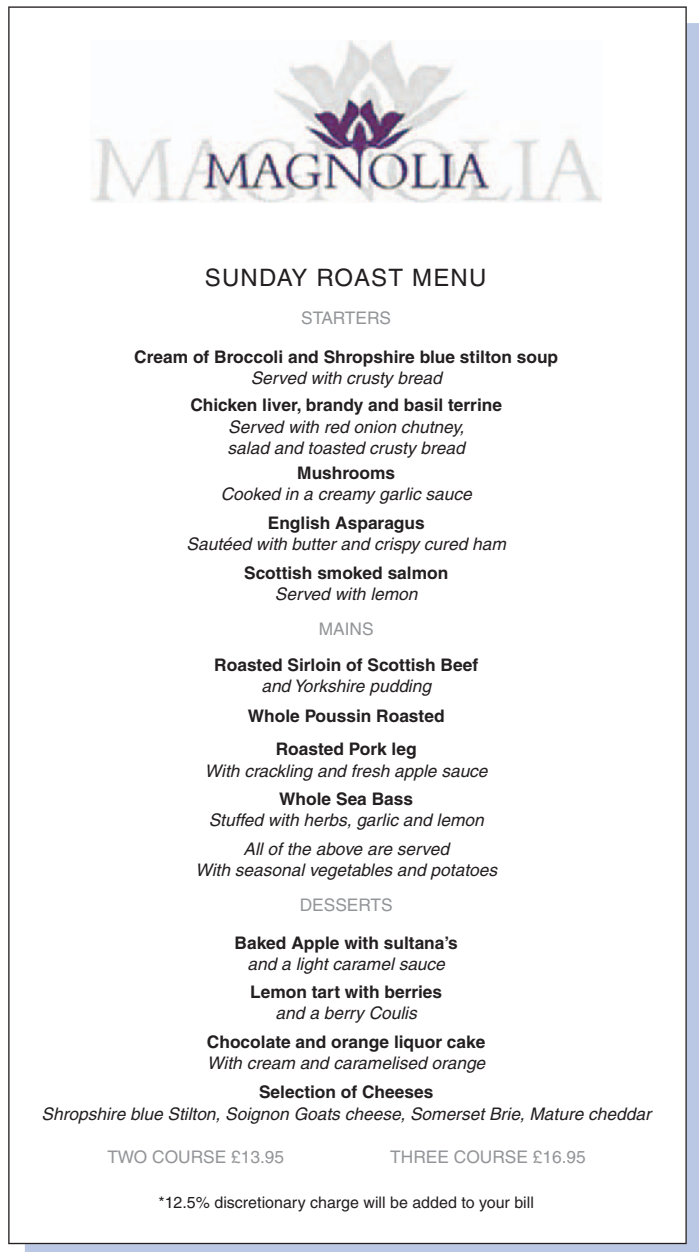 MAGNOLIA
MAGNOLIA
SUNDAY ROAST MENU
STARTERS
Cream of Broccoli and Shropshire blue stilton soup
Served with crusty bread
Chicken liver, brandy and basil terrine
Served with red onion chutney,
salad and toasted crusty bread
Mushrooms
Cooked in a creamy garlic sauce
English Asparagus
Sautéed with butter and crispy cured ham
Scottish smoked salmon
Served with lemon
MAINS
Roasted Sirloin of Scottish Beef
and Yorkshire pudding
Whole Poussin Roasted
Roasted Pork leg
With crackling and fresh apple sauce
Whole Sea Bass
Stuffed with herbs, garlic and lemon
All of the above are served
With seasonal vegetables and potatoes
DESSERTS
Baked Apple with sultana's
and a light caramel sauce
Lemon tart with berries
and a berry Coulis
Chocolate and orange liquor cake
With cream and caramelised orange
Selection of Cheeses
Shropshire blue Stilton, Soignon Goats cheese, Somerset Brie, Mature cheddar
TWO COURSE £13.95 THREE COURSE £16.95
*12.5% discretionary charge will be added to your bill